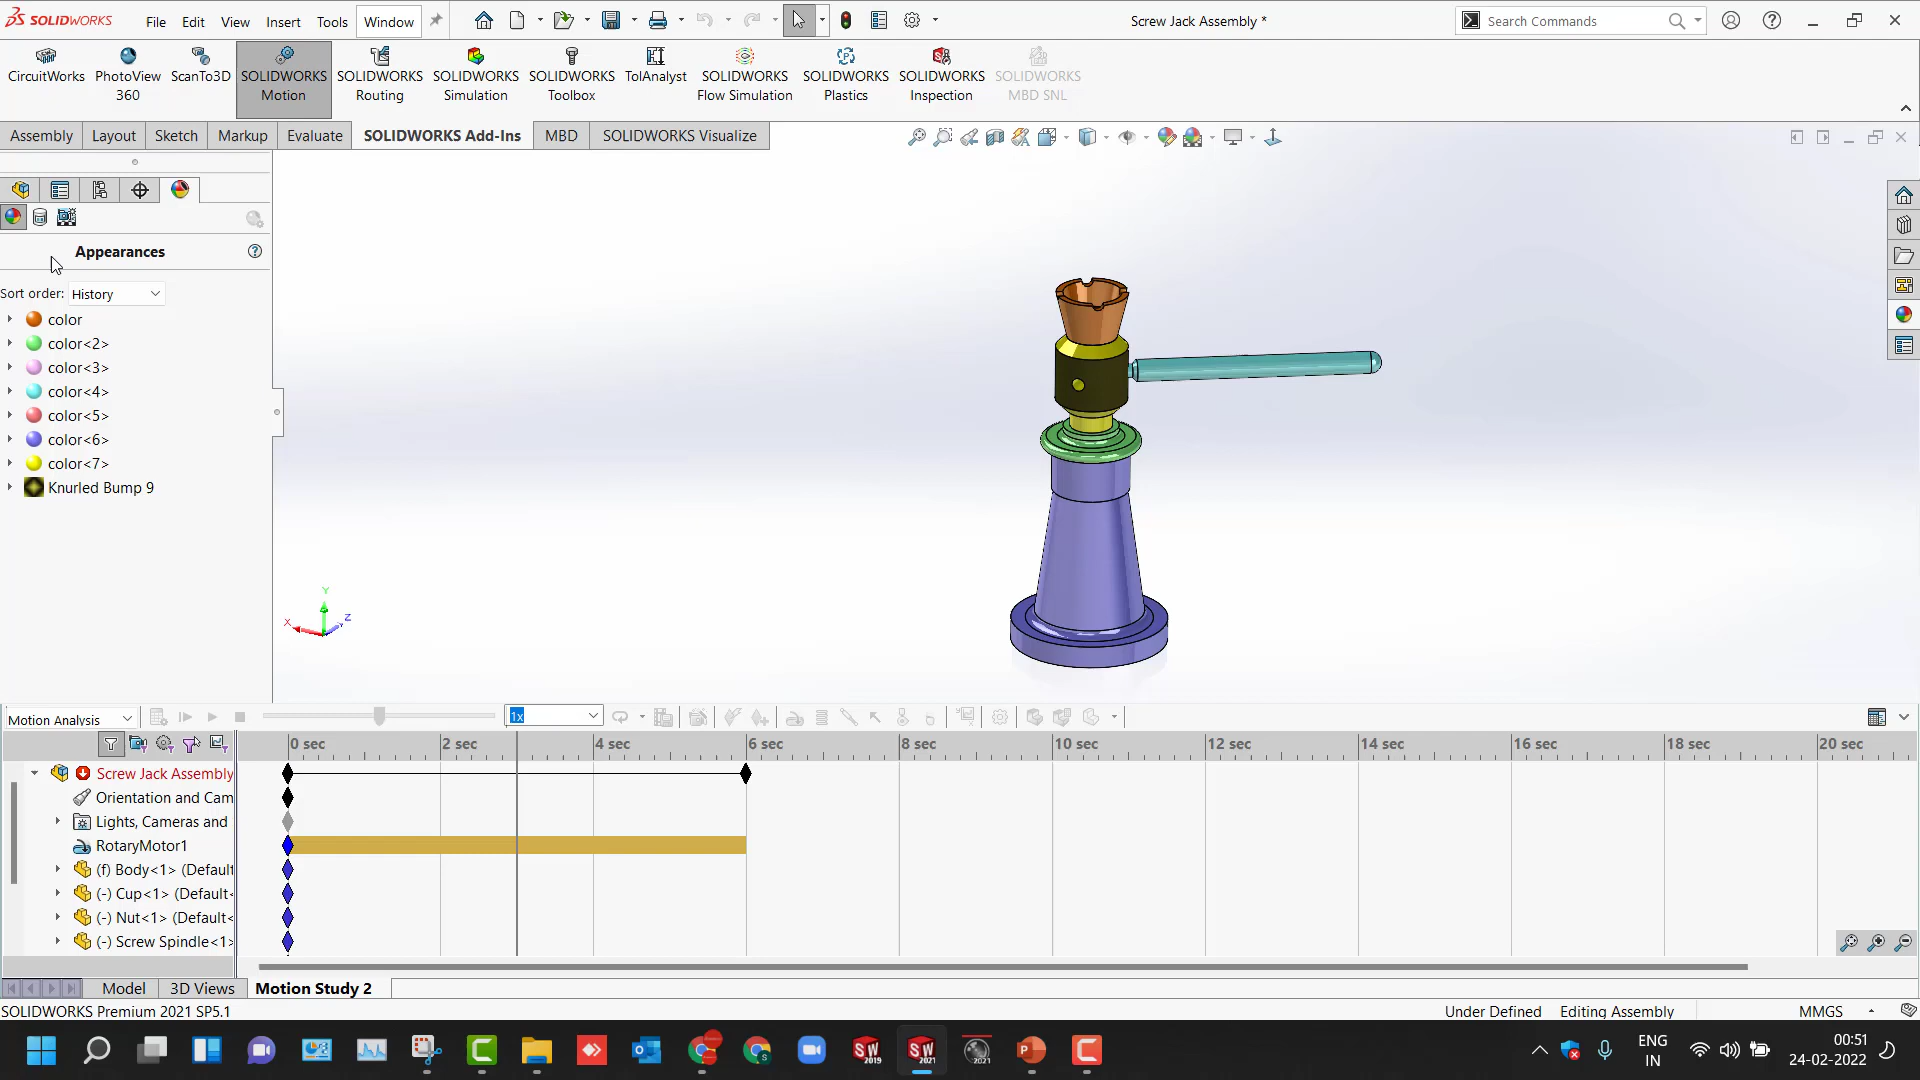 SOLIDWORKS File Edit View Insert Tools Window
Screw Jack Assembly *
Search Commands
CircuitWorks
PhotoView 360
ScanTo3D
SOLIDWORKS Motion
SOLIDWORKS Routing
SOLIDWORKS Simulation
SOLIDWORKS Toolbox
TolAnalyst
SOLIDWORKS Flow Simulation
SOLIDWORKS Plastics
SOLIDWORKS Inspection
SOLIDWORKS MBD SNL
Assembly Layout Sketch Markup Evaluate SOLIDWORKS Add-Ins MBD SOLIDWORKS Visualize
Appearances
Sort order: History
color
color<2>
color<3>
color<4>
color<5>
color<6>
color<7>
Knurled Bump 9
Y
X
Z
Motion Analysis
1x
0 sec 2 sec 4 sec 6 sec 8 sec 10 sec 12 sec 14 sec 16 sec 18 sec 20 sec
Screw Jack Assembly
Orientation and Cam
Lights, Cameras and
RotaryMotor1
(f) Body<1> (Default
(-) Cup<1> (Default<
(-) Nut<1> (Default<
(-) Screw Spindle<1>
Model 3D Views Motion Study 2
SOLIDWORKS Premium 2021 SP5.1
Under Defined Editing Assembly MMGS
SW 2019
SW 2021
2021
ENG
IN
00:51
24-02-2022